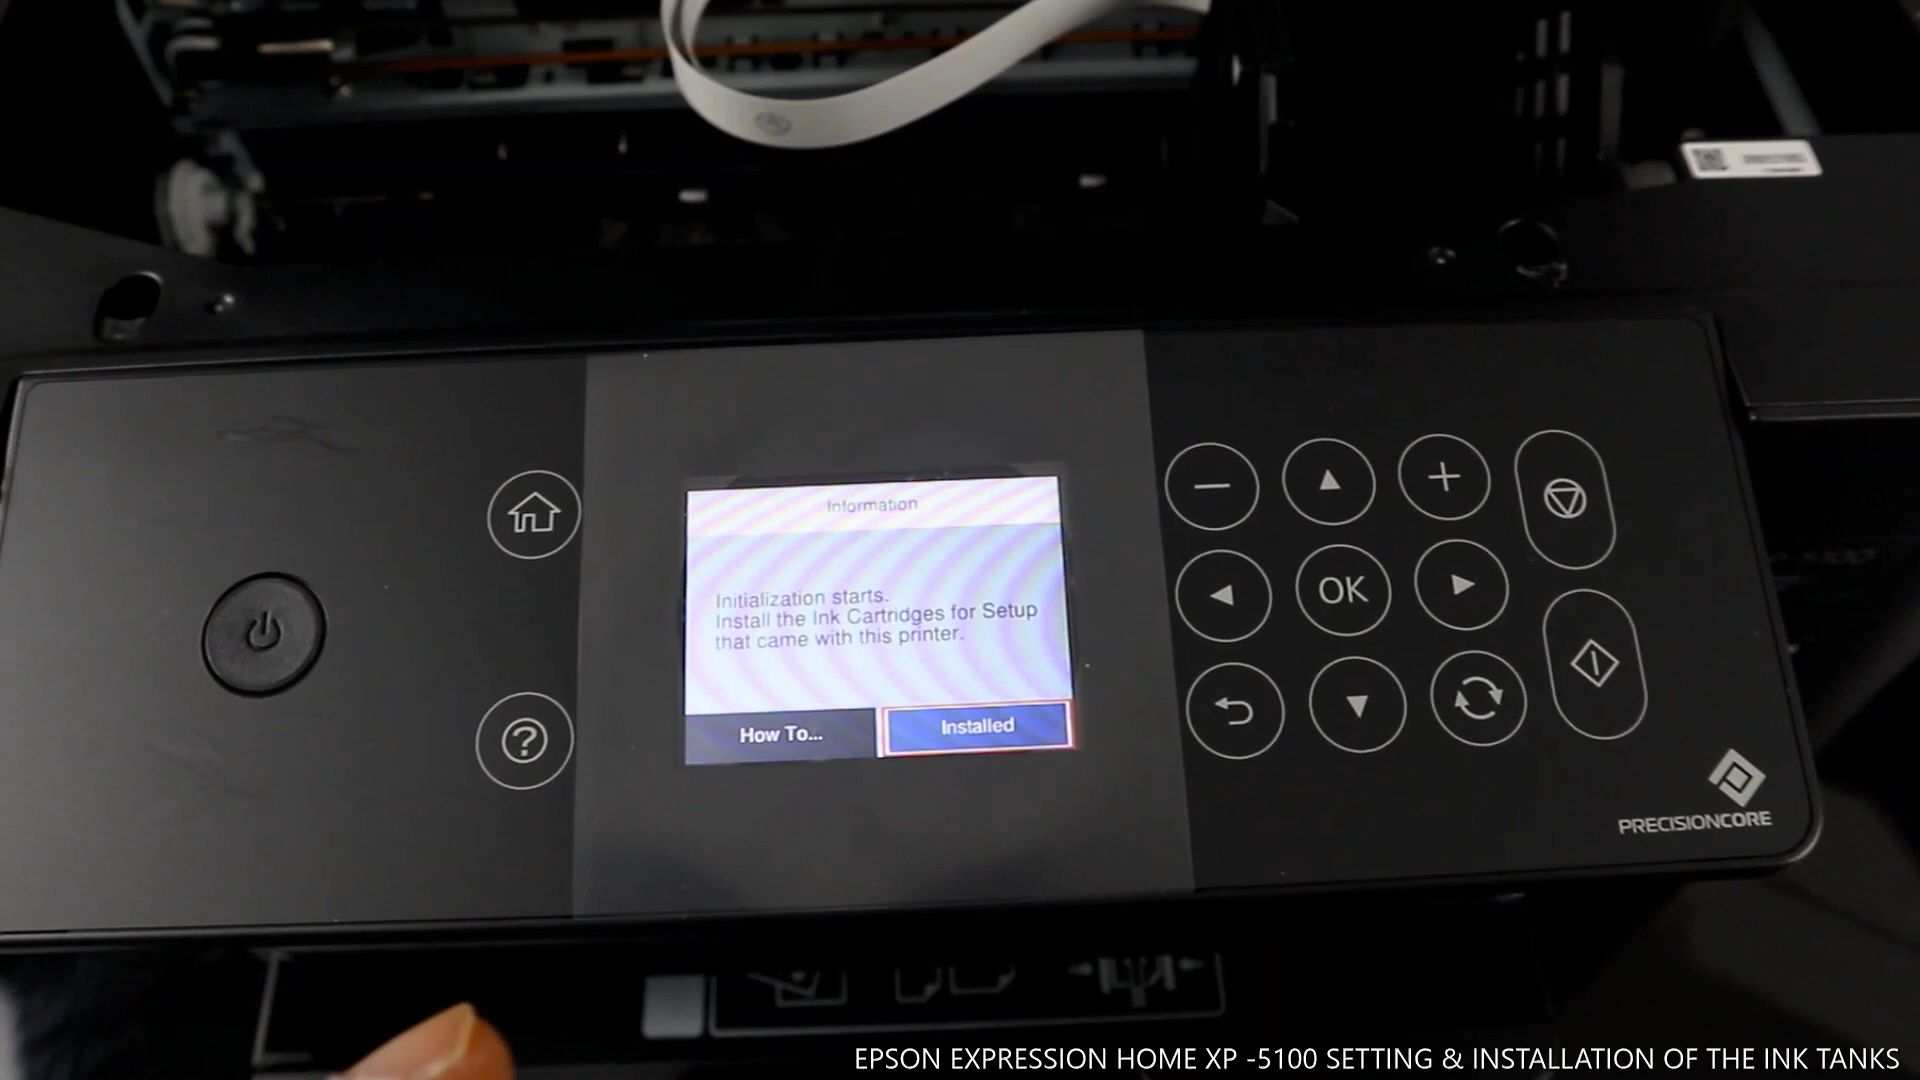 Information
Initialization starts.
Install the Ink Cartridges for Setup
that came with this printer.
How To...
Installed
OK
PRECISIONCORE
EPSON EXPRESSION HOME XP -5100 SETTING & INSTALLATION OF THE INK TANKS